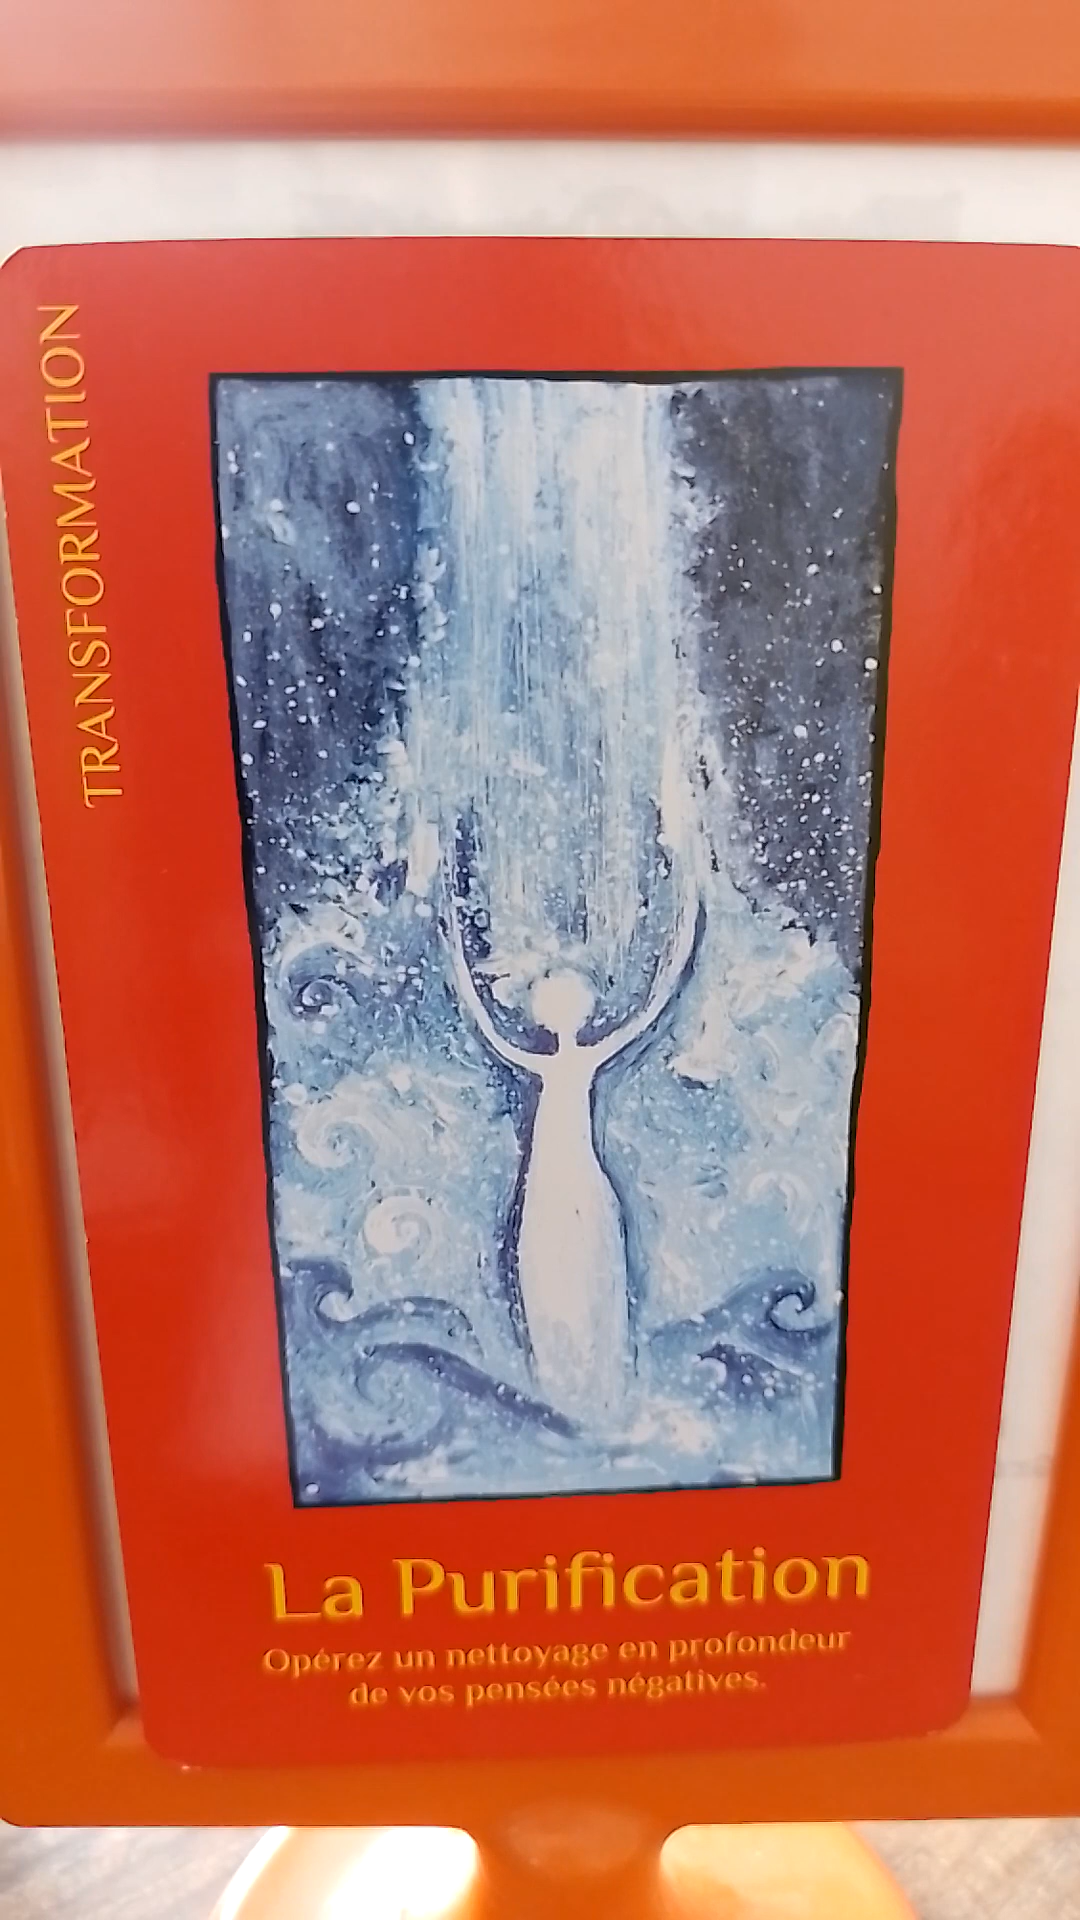 TRANSFORMATION
La Purification
Opérez un nettoyage en profondeur
de vos pensées négatives.